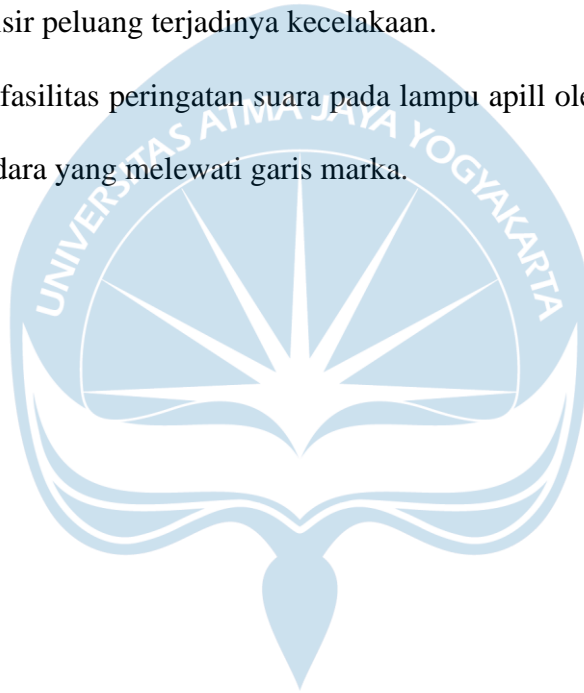 sir peluang terjadinya kecelakaan.
fasilitas peringatan suara pada lampu apill ole
dara yang melewati garis marka.
UNIVERSITAS ATMA JAYA YOGYAKARTA